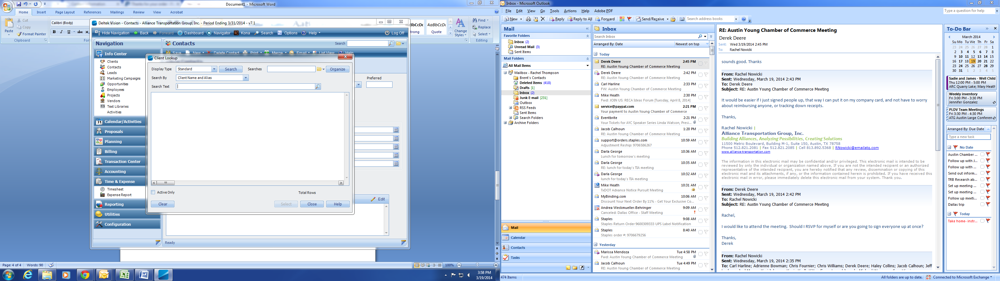 Document1 - Microsoft Word
Home Insert Page Layout References Mailings Review View Acrobat
Paste
Cut
Copy
Format Painter
Clipboard
Calibri (Body)
B I U abc
Quote
Change Styles
Find
Replace
Select
Editing
Deltek Vision - Contacts - Alliance Transportation Group, Inc. - Period Ending 3/31/2014 - v7.1
Hide Navigation Back Forward Dashboard Navigator Kona Search Options Help Log Off
Navigation
Info Center
Clients
Contacts
Leads
Marketing Campaigns
Opportunities
Employees
Projects
Vendors
Text Libraries
Activities
Calendar/Activities
Proposals
Planning
Billing
Transaction Center
Accounting
Time & Expense
Timesheet
Expense Report
Reporting
Utilities
Configuration
Contacts
Search
Save New Delete Contact Print Merge Email List View Help
Preferred
Edit
Ready
Client Lookup
Display Type Standard Search Searches Organize
Search By Client Name and Alias
Search Text
Active Only
Total Rows
Clear Select Close Help
Page: 4 of 4 Words: 90
100%
3:58 PM
3/19/2014
Inbox - Microsoft Outlook
File Edit View Go Tools Actions Help Adobe PDF
Type a question for help
New Reply Reply to All Forward Send/Receive Search address books
Mail
Favorite Folders
Inbox (2)
Unread Mail (3)
Sent Items
Mail Folders
All Mail Items
Mailbox - Rachel Thompson
Brent's Contacts
Deleted Items (418)
Drafts [1]
Inbox (2)
Junk E-mail [231]
Outbox
RSS Feeds
Sent Items
Search Folders
Archive Folders
Mail
Calendar
Contacts
Tasks
474 Items
Inbox
Search Inbox
Arranged By: Date Newest on top
Today
Derek Deere 2:45 PM
RE: Austin Young Chamber of Commerce Meeting
Derek Deere 2:42 PM
RE: Austin Young Chamber of Commerce Meeting
Carl Harline 2:33 PM
FW: Austin Young Chamber of Commerce Meeting
Mike Heath 2:30 PM
Fwd: JOIN US: RECA Ideas Forum [Tuesday, April 8, 2014]
service@paypal.com 2:21 PM
Your payment to Austin Young Chamber of Commerce
Eventbrite 2:21 PM
Your Tickets for AYC Speaker Series Linda Watson, Presi...
Jacob Calhoun 1:20 PM
RE: Austin Young Chamber of Commerce Meeting
support@orders.staples.com 10:59 AM
Adjustment Reship: 9706586267
Darla George 10:36 AM
Lunch for tomorrow's meeting
Darla George 10:35 AM
RE: lunch for today's TIA meeting
Darla George 10:32 AM
lunch for today's TIA meeting
Mike Heath 10:31 AM
TxDOT Advance Notice Pursuit Meeting
MyBinding.com 10:06 AM
Discount Your Next Order By 11% - Get Your Exclusive Co...
Andrea Weckmueller-Behringer 9:09 AM
Canceled: Dallas Office - Staff Meeting
Staples 9:08 AM
Staples Return Order 9600309333 UPS Label Notification
Staples 8:40 AM
Staples order #: 9706679256
Yesterday
Marissa Mendoza Tue 4:58 PM
Fwd: Austin Young Chamber of Commerce Meeting
Jacob Calhoun Tue 4:49 PM
RE: Austin Young Chamber of Commerce Meeting
RE: Austin Young Chamber of Commerce Meeting
Derek Deere
Sent: Wed 3/19/2014 2:45 PM
To: Rachel Nowicki
sounds good. Thanks
From: Rachel Nowicki
Sent: Wednesday, March 19, 2014 2:43 PM
To: Derek Deere
Subject: RE: Austin Young Chamber of Commerce Meeting
It would be easier if I just signed people up, that way I can put it on my company card, and not have to worry
about reimbursing anyone, or tracking down receipts.
Thanks,
Rachel Nowicki |
Alliance Transportation Group, Inc.
Building Alliances, Analyzing Possibilities, Creating Solutions
11500 Metric Boulevard, Building M-1, Suite 150, Austin, TX 78758
Phone 512.821.2081 | Fax 512.821.2085 | Cell 813.892.5368 | RNowicki@emailatg.com
www.alliance-transportation.com
The information in this electronic mail may be confidential and/or privileged. This electronic mail is intended to be
reviewed by only the individual or organization named above. If you are not the intended recipient or an authorized
representative of the intended recipient, you are hereby notified that any review, dissemination or copying of this
electronic mail and its attachments, if any, or the information contained herein is prohibited. If you have received this
electronic mail in error, please immediately delete this electronic mail from your system. Thank you.
From: Derek Deere
Sent: Wednesday, March 19, 2014 2:42 PM
To: Rachel Nowicki
Subject: RE: Austin Young Chamber of Commerce Meeting
Rachel,
I would like to attend the meeting. Should I RSVP for myself or are you going to sign everyone up at once?
Thanks,
Derek
From: Rachel Nowicki
Sent: Wednesday, March 19, 2014 2:35 PM
To: Carl Harline; Adrienne Bowman; Chris Fournier; Chris Williams; Derek Deere; Haley Collins; Jacob Calhoun; Jeff
To-Do Bar
March 2014
Su Mo Tu We Th Fr Sa
23 24 25 26 27 28 1
2 3 4 5 6 7 8
9 10 11 12 13 14 15
16 17 18 19 20 21 22
23 24 25 26 27 28 29
30 31 1 2 3 4 5
Sadie and James - Well Child
Thu 12:00 PM - 5:00 PM
ARC Quarry Lake; Mary Heath
Weekly inventory
Fri 3:00 PM - 3:30 PM
Jennifer Gonzalez
PLDV Team Meetings
Fri 3:30 PM - 4:30 PM
ATG Austin Large Conferen
Arranged By: Due Date
Type a new task
No Date
Austin Chamber ...
Follow up with J...
Follow up with ...
Send out inform...
TRB Research ab...
Set up meeting ...
Set up meeting ...
Follow up meeti...
Dallas trip
Today
Take home- instr...
All folders are up to date. Connected to Microsoft Exchange